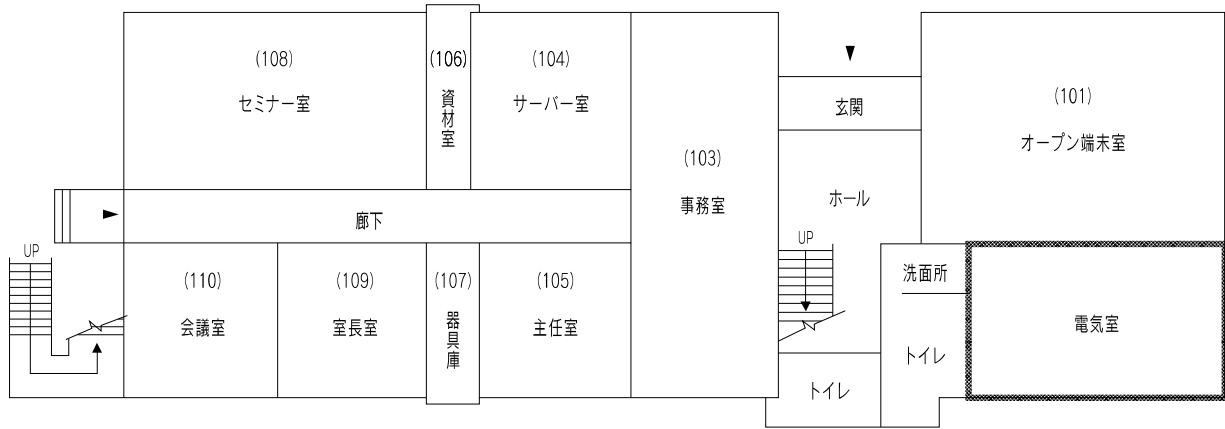 (108)
セミナー室
(106)
資材室
(104)
サーバー室
(103)
事務室
玄関
ホール
(101)
オープン端末室
廊下
UP
(110)
会議室
(109)
室長室
(107)
器具庫
(105)
主任室
UP
トイレ
洗面所
トイレ
電気室